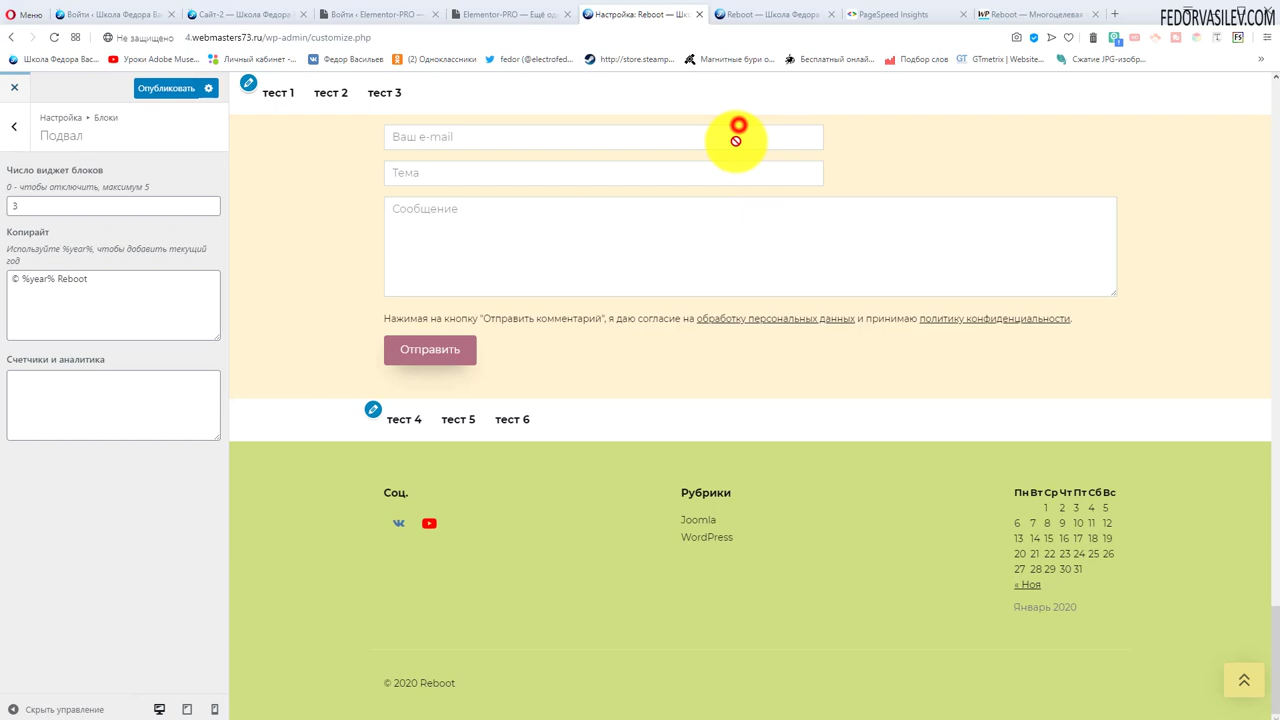 Меню
Войти ‹ Школа Федора Ва
Сайт-2 — Школа Федора
Войти ‹ Elementor-PRO —
Elementor-PRO — Ещё од
Настройка: Reboot — Шк
Reboot — Школа Федора
PageSpeed Insights
Reboot — Многоцелевая
FEDORVASILEV.COM
Не защищено
4.webmasters73.ru/wp-admin/customize.php
Школа Федора Вас...
Уроки Adobe Muse...
Личный кабинет -...
Федор Васильев
(2) Одноклассники
fedor (@electrofed...
http://store.steamp...
Магнитные бури о...
Бесплатный онлай...
Подбор слов
GTmetrix | Website...
Сжатие JPG-изобр...
Опубликовать
тест 1 тест 2 тест 3
Настройка ▸ Блоки
Подвал
Ваш e-mail
Число виджет блоков
0 - чтобы отключить, максимум 5
3
Тема
Копирайт
Используйте %year%, чтобы добавить текущий
год
© %year% Reboot
Сообщение
Счетчики и аналитика
Нажимая на кнопку "Отправить комментарий", я даю согласие на обработку персональных данных и принимаю политику конфиденциальности.
Отправить
тест 4 тест 5 тест 6
Соц.
Рубрики
Joomla
WordPress
Пн Вт Ср Чт Пт Сб Вс
1 2 3 4 5
6 7 8 9 10 11 12
13 14 15 16 17 18 19
20 21 22 23 24 25 26
27 28 29 30 31
« Ноя
Январь 2020
© 2020 Reboot
Скрыть управление